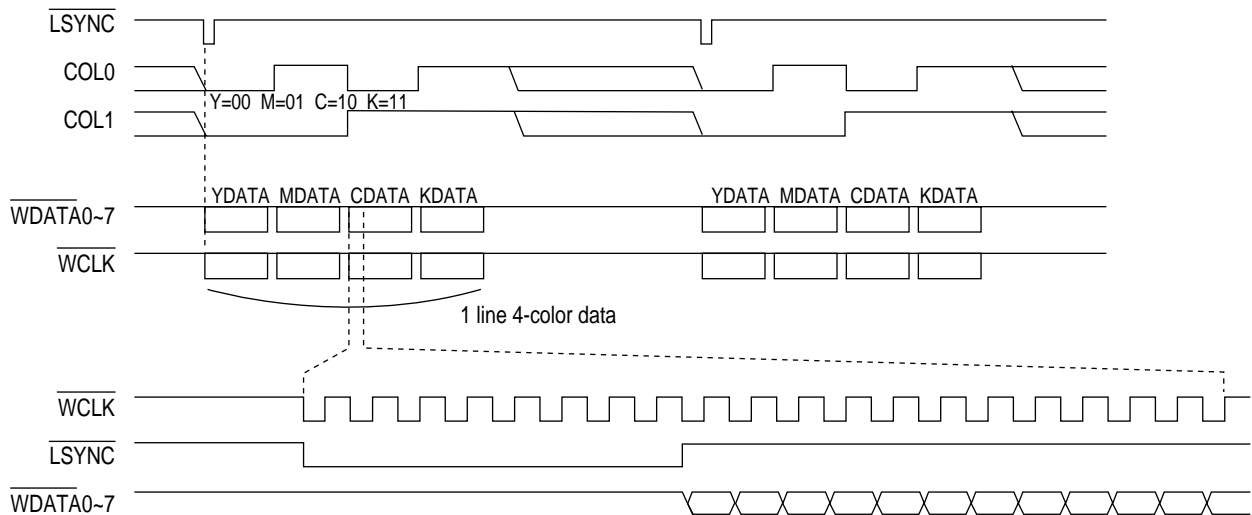 LSYNC
COL0
Y=00 M=01 C=10 K=11
COL1
YDATA MDATA CDATA KDATA YDATA MDATA CDATA KDATA
WDATA0~7
WCLK
1 line 4-color data
WCLK
LSYNC
WDATA0~7